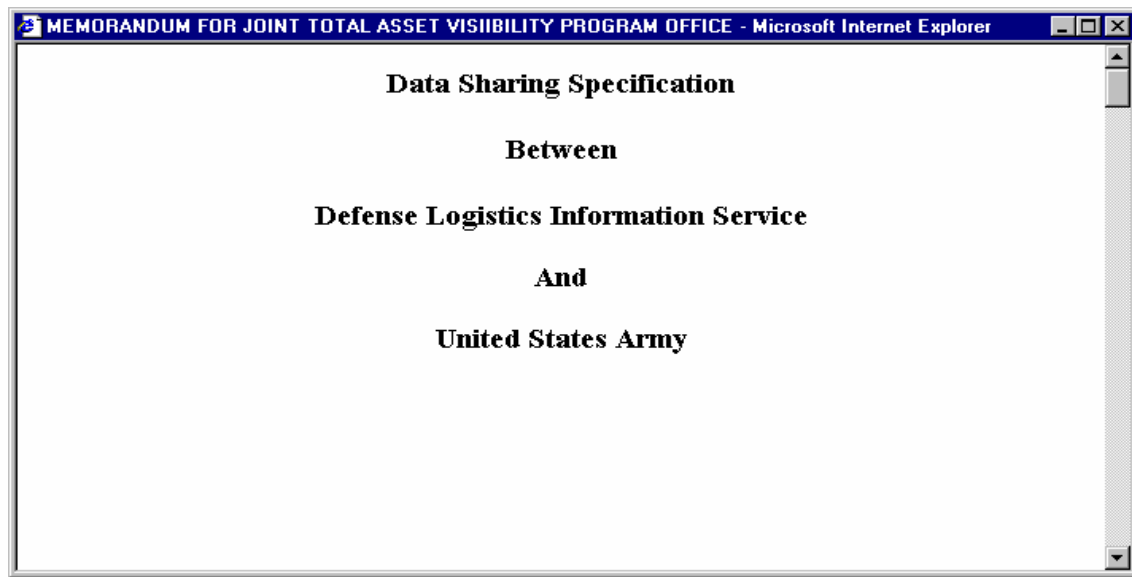 MEMORANDUM FOR JOINT TOTAL ASSET VISIIBILITY PROGRAM OFFICE - Microsoft Internet Explorer
Data Sharing Specification
Between
Defense Logistics Information Service
And
United States Army